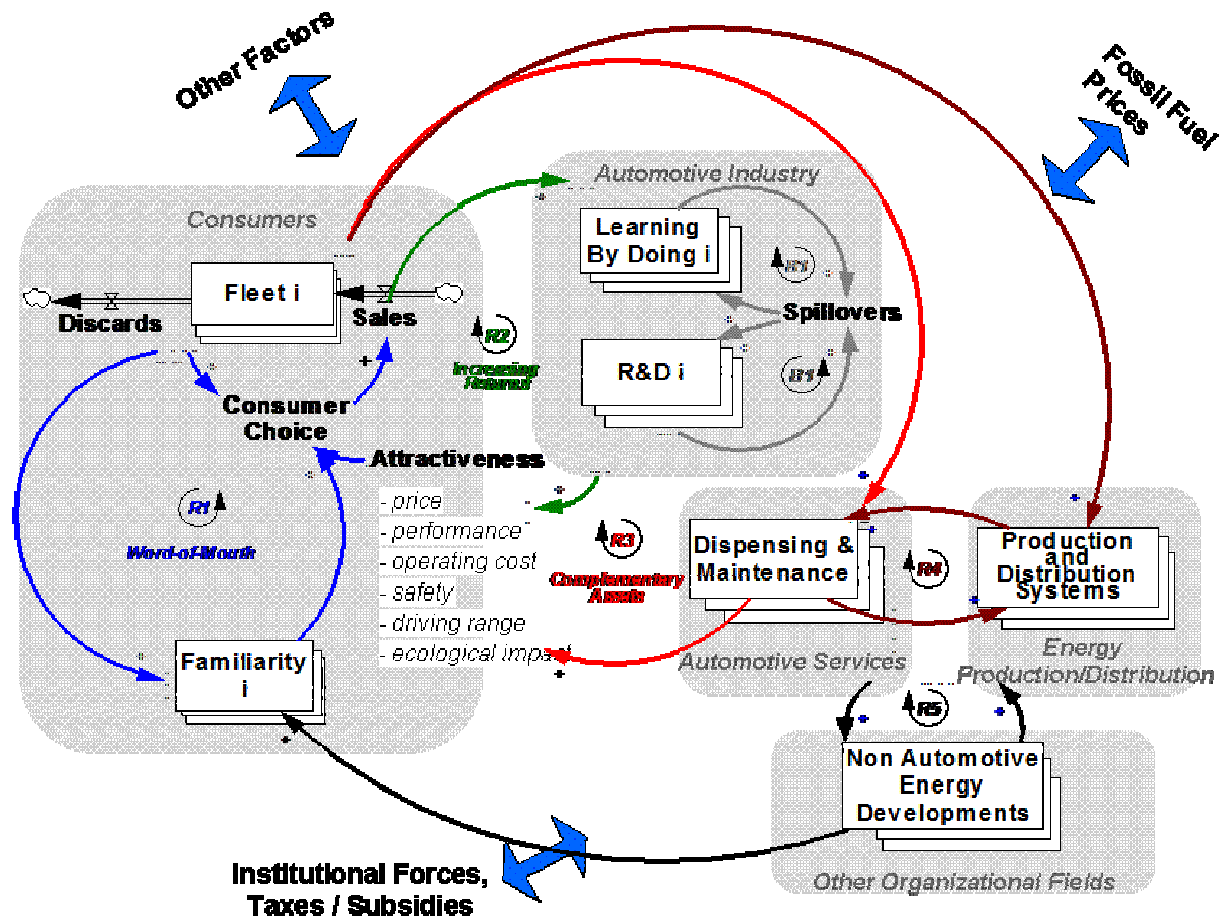 Other Factors
Fossil Fuel
Prices
Consumers
Automotive Industry
Learning
By Doing i
R1
Fleet i
Discards
Sales
Spillovers
R2
Increasing
R&D i
B1
Consumer
Choice
Attractiveness
R1
Word-of-Mouth
- price
- performance
- operating cost
- safety
- driving range
- ecological impact
R3
Complementary
Assets
Dispensing &
Maintenance
R4
Production
and
Distribution
Systems
Familiarity
i
Automotive Services
Energy
Production/Distribution
R5
Non Automotive
Energy
Developments
Institutional Forces,
Taxes / Subsidies
Other Organizational Fields